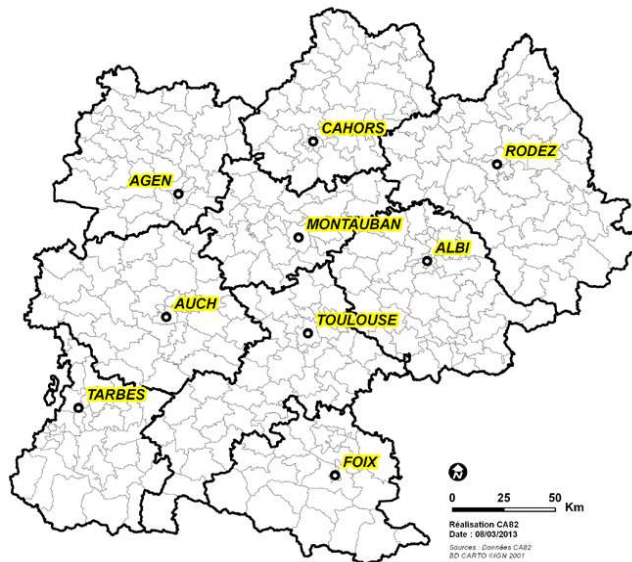 CAHORS
RODEZ
AGEN
MONTAUBAN
ALBI
AUCH
TOULOUSE
TARBES
FOIX
N
0 25 50 Km
Réalisation CA82
Date : 08/03/2013
Sources : Données CA82
BD CARTO ©IGN 2001